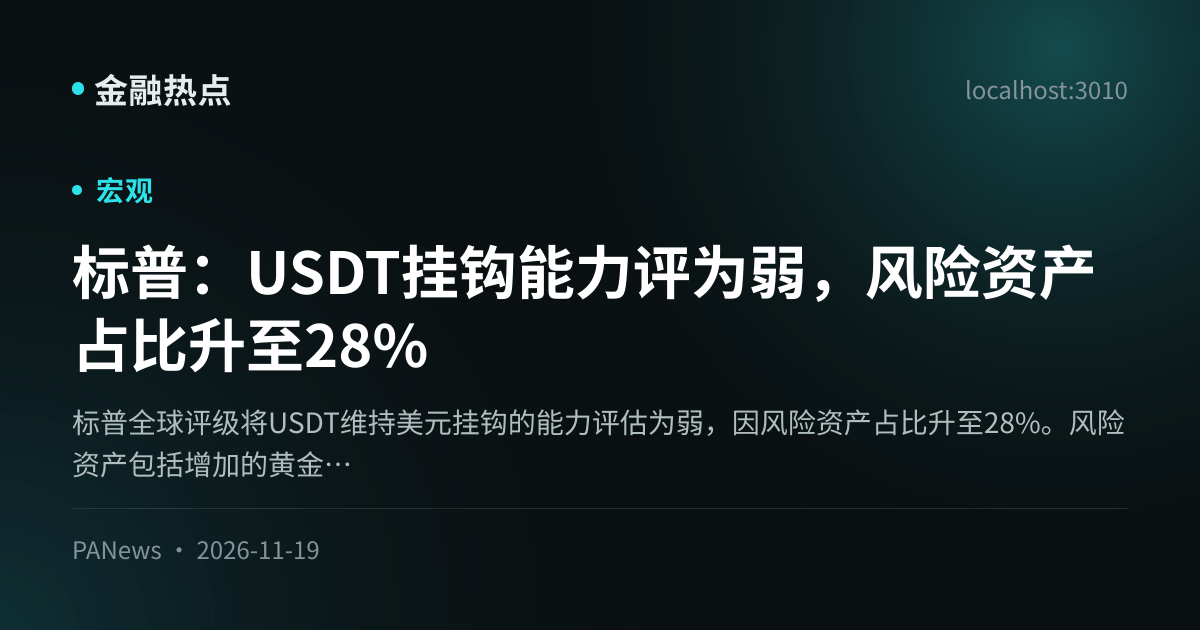 金融热点
localhost:3010
宏观
标普：USDT挂钩能力评为弱，风险资产
占比升至28%
标普全球评级将USDT维持美元挂钩的能力评估为弱，因风险资产占比升至28%。风险
资产包括增加的黄金…
PANews • 2026-11-19